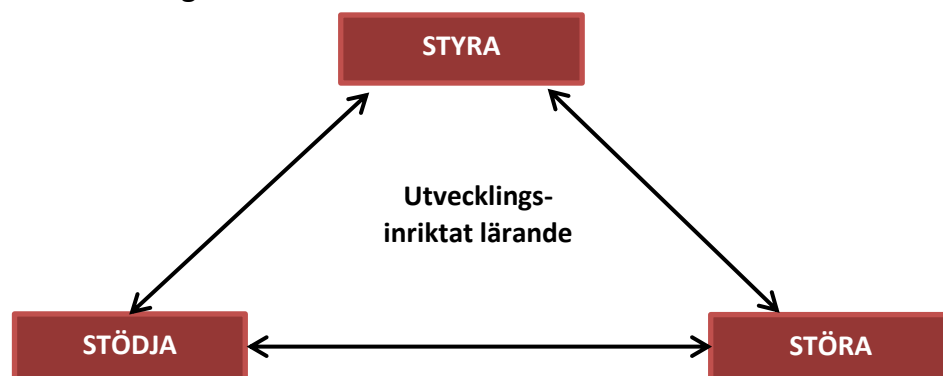 STYRA
Utvecklings-
inriktat lärande
STÖDJA
STÖRA